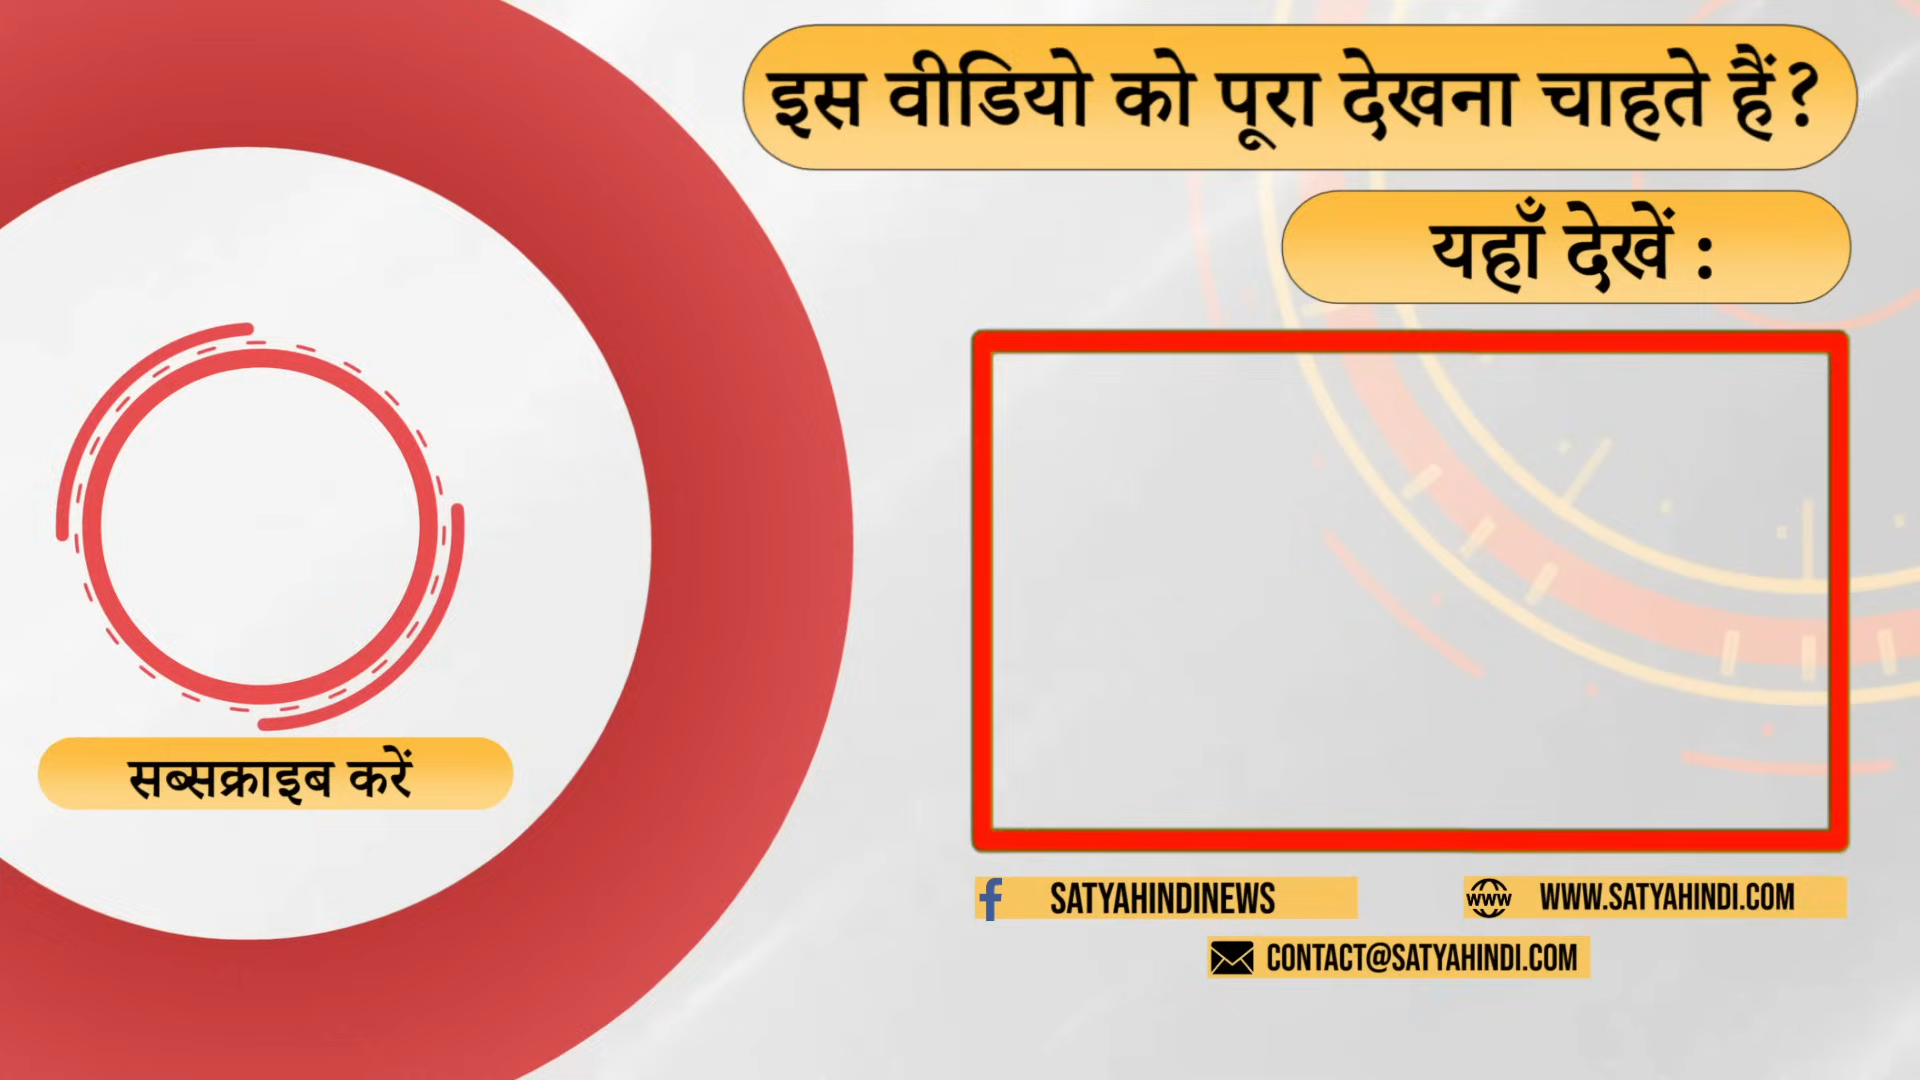 इस वीडियो को पूरा देखना चाहते हैं?
यहाँ देखें :
सब्सक्राइब करें
SATYAHINDINEWS
WWW.SATYAHINDI.COM
CONTACT@SATYAHINDI.COM